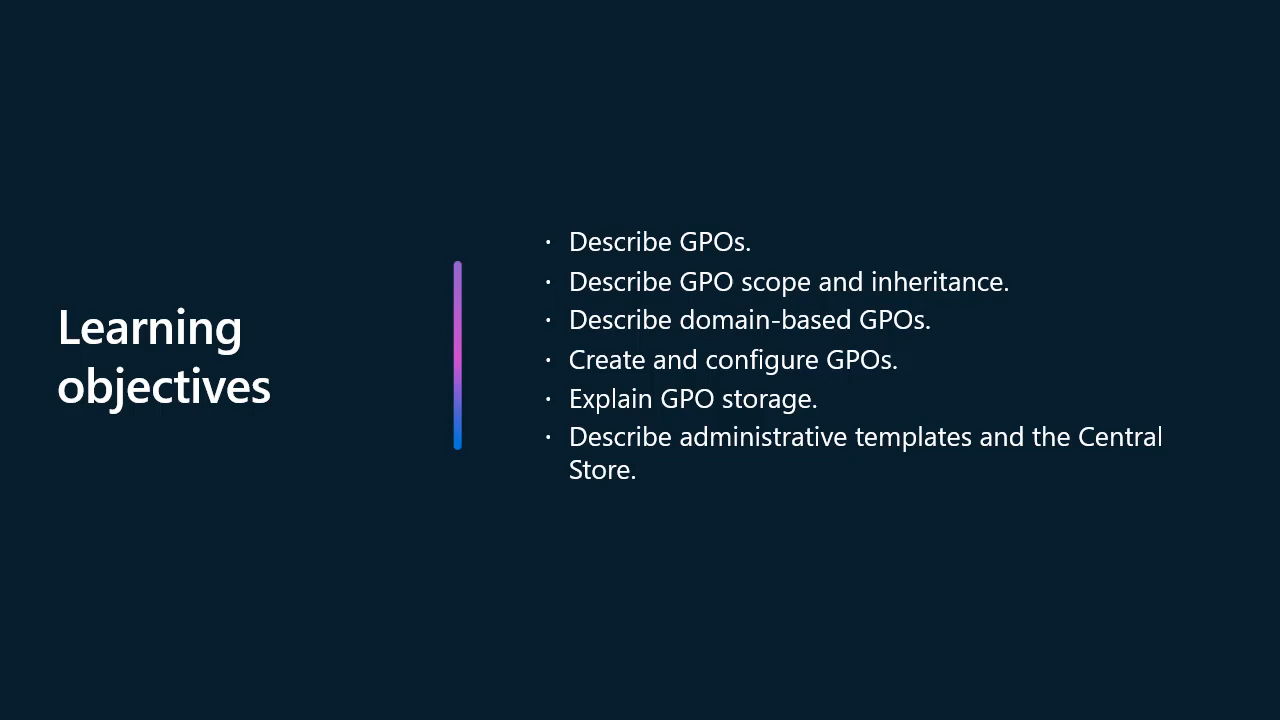 Learning
objectives
· Describe GPOs.
· Describe GPO scope and inheritance.
· Describe domain-based GPOs.
· Create and configure GPOs.
· Explain GPO storage.
· Describe administrative templates and the Central
Store.